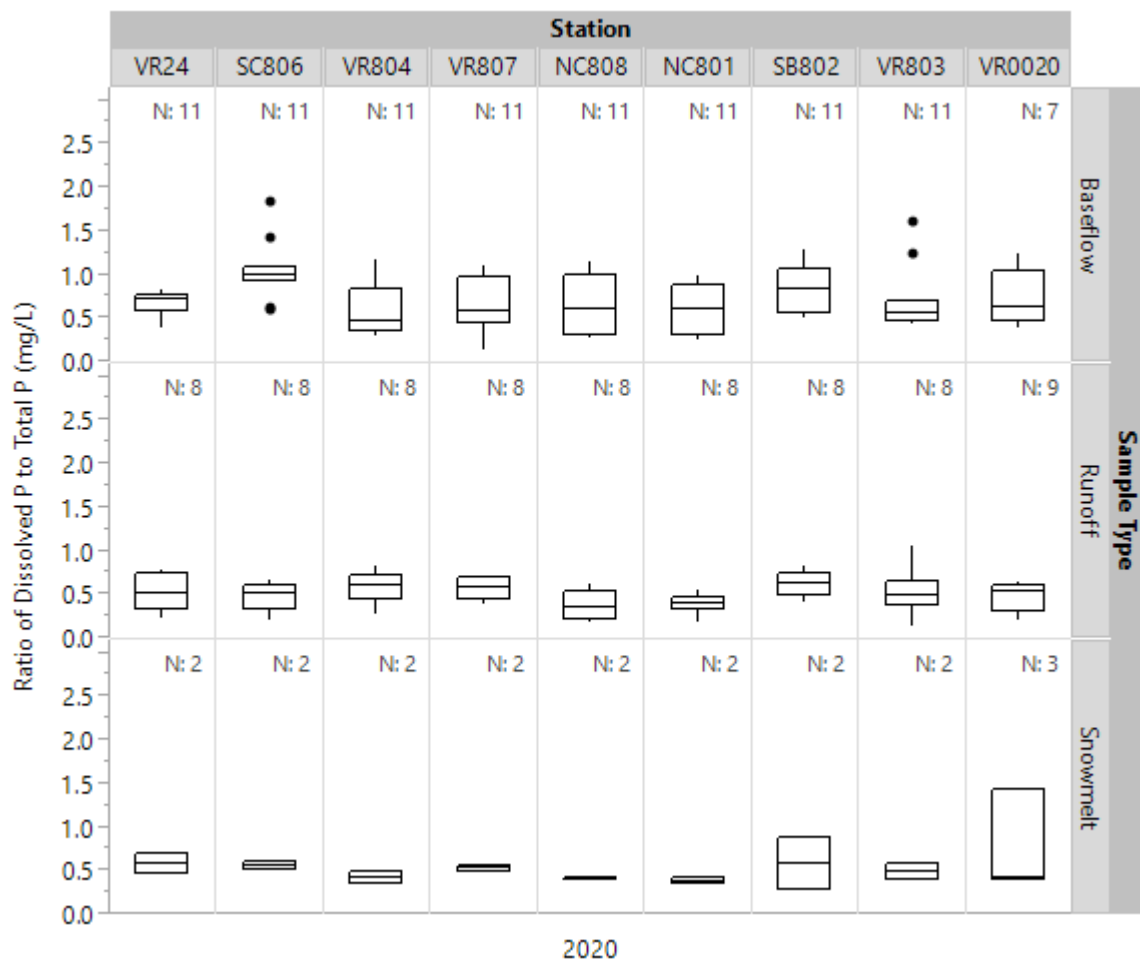 Station
VR24 SC806 VR804 VR807 NC808 NC801 SB802 VR803 VR0020
N: 11 N: 11 N: 11 N: 11 N: 11 N: 11 N: 11 N: 11 N: 7
2.5
2.0
1.5
1.0
0.5
0.0
Baseflow
N: 8 N: 8 N: 8 N: 8 N: 8 N: 8 N: 8 N: 8 N: 9
2.5
2.0
1.5
1.0
0.5
0.0
Runoff
N: 2 N: 2 N: 2 N: 2 N: 2 N: 2 N: 2 N: 2 N: 3
2.5
2.0
1.5
1.0
0.5
0.0
Snowmelt
Sample Type
Ratio of Dissolved P to Total P (mg/L)
2020